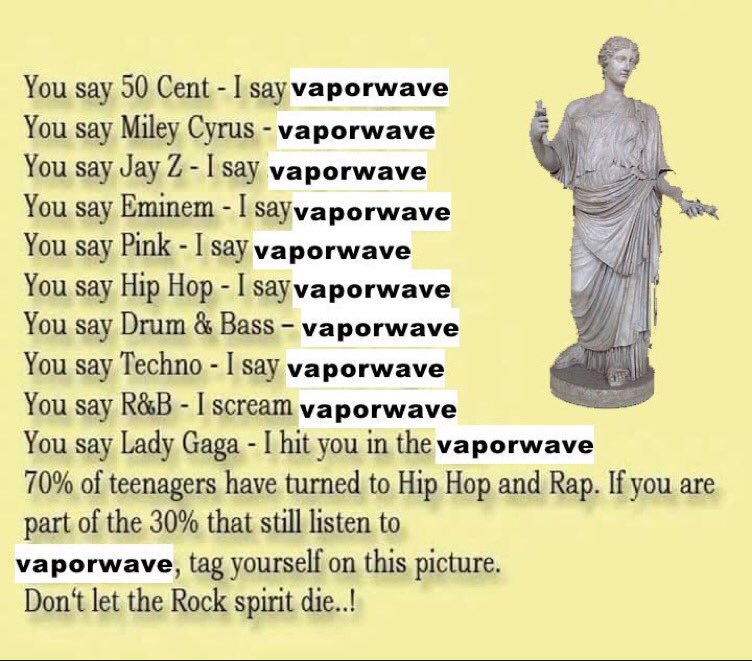 You say 50 Cent - I say vaporwave
You say Miley Cyrus - vaporwave
You say Jay Z - I say vaporwave
You say Eminem - I say vaporwave
You say Pink - I say vaporwave
You say Hip Hop - I say vaporwave
You say Drum & Bass – vaporwave
You say Techno - I say vaporwave
You say R&B - I scream vaporwave
You say Lady Gaga - I hit you in the vaporwave
70% of teenagers have turned to Hip Hop and Rap. If you are
part of the 30% that still listen to
vaporwave, tag yourself on this picture.
Don't let the Rock spirit die..!